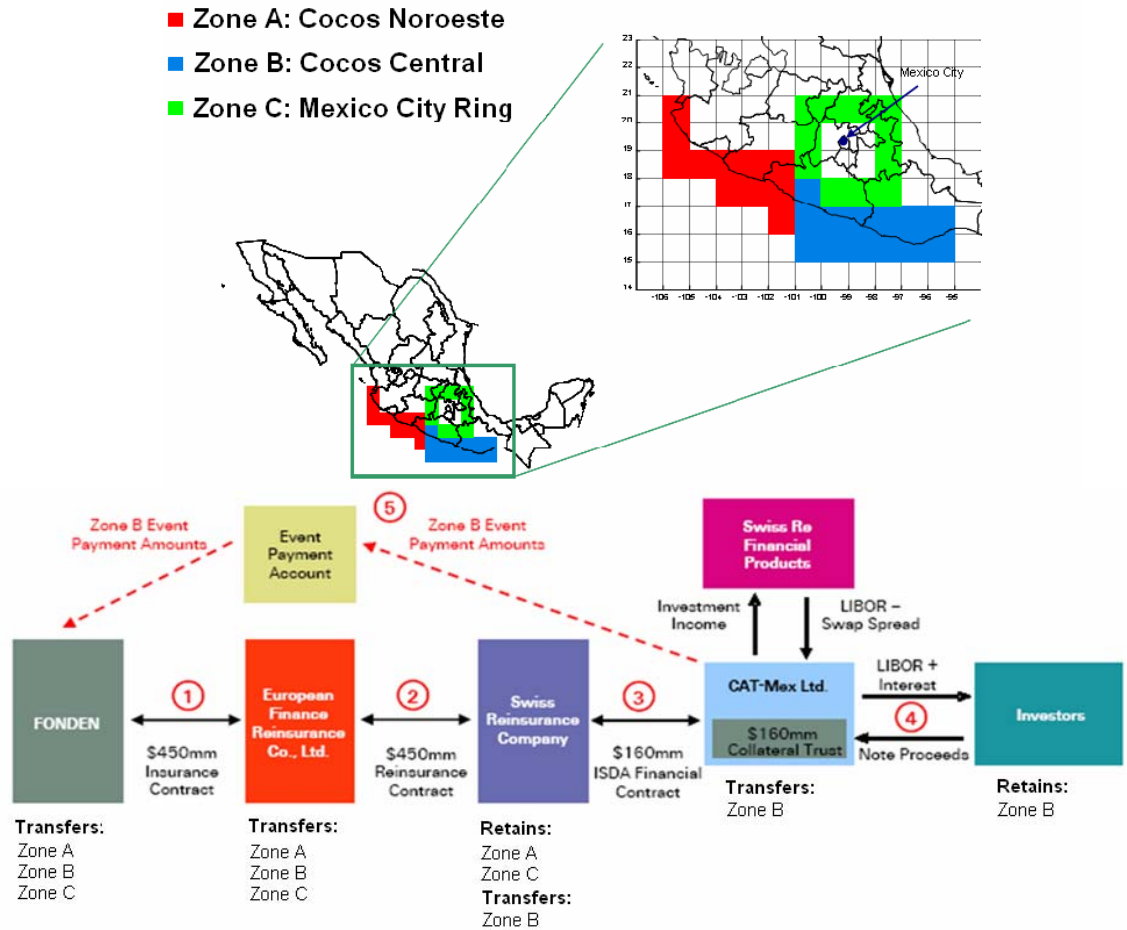 Zone A: Cocos Noroeste
Zone B: Cocos Central
Zone C: Mexico City Ring
Mexico City
23
22
21
20
19
18
17
16
15
14
-106 -105 -104 -103 -102 -101 -100 -99 -98 -97 -96 -95
5
Zone B Event
Payment Amounts
Event
Payment
Account
Zone B Event
Payment Amounts
Swiss Re
Financial
Products
Investment
Income
LIBOR –
Swap Spread
FONDEN
1
$450mm
Insurance
Contract
European
Finance
Reinsurance
Co., Ltd.
2
$450mm
Reinsurance
Contract
Swiss
Reinsurance
Company
3
$160mm
ISDA Financial
Contract
CAT-Mex Ltd.
$160mm
Collateral Trust
LIBOR +
Interest
4
Note Proceeds
Investors
Transfers:
Zone A
Zone B
Zone C
Transfers:
Zone A
Zone B
Zone C
Retains:
Zone A
Zone C
Transfers:
Zone B
Transfers:
Zone B
Retains:
Zone B